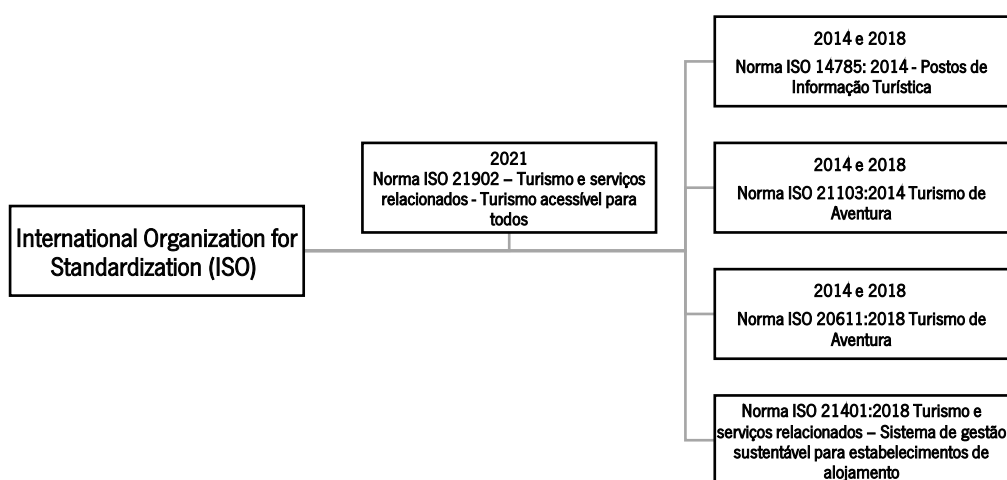 International Organization for
Standardization (ISO)
2021
Norma ISO 21902 – Turismo e serviços
relacionados - Turismo acessível para
todos
2014 e 2018
Norma ISO 14785: 2014 - Postos de
Informação Turística
2014 e 2018
Norma ISO 21103:2014 Turismo de
Aventura
2014 e 2018
Norma ISO 20611:2018 Turismo de
Aventura
Norma ISO 21401:2018 Turismo e
serviços relacionados – Sistema de gestão
sustentável para estabelecimentos de
alojamento